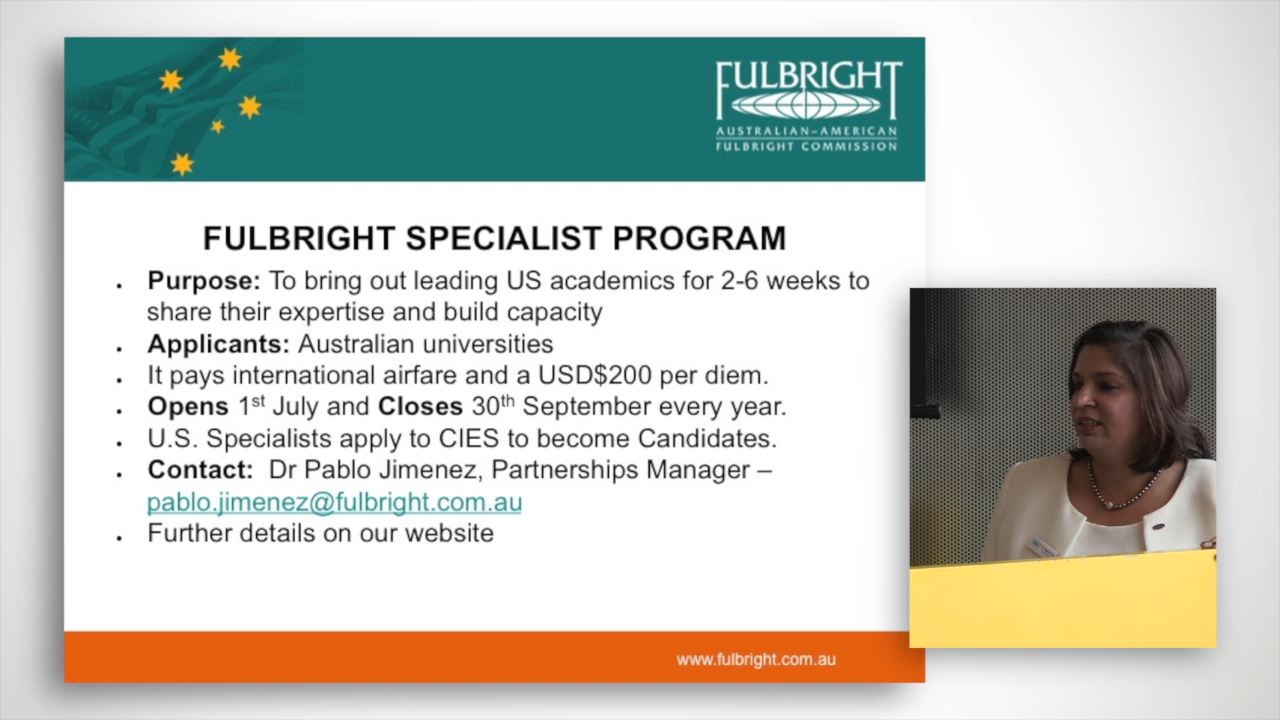 FULBRIGHT
AUSTRALIAN–AMERICAN
FULBRIGHT COMMISSION
FULBRIGHT SPECIALIST PROGRAM
• Purpose: To bring out leading US academics for 2-6 weeks to
share their expertise and build capacity
• Applicants: Australian universities
• It pays international airfare and a USD$200 per diem.
• Opens 1st July and Closes 30th September every year.
• U.S. Specialists apply to CIES to become Candidates.
• Contact: Dr Pablo Jimenez, Partnerships Manager –
pablo.jimenez@fulbright.com.au
• Further details on our website
www.fulbright.com.au